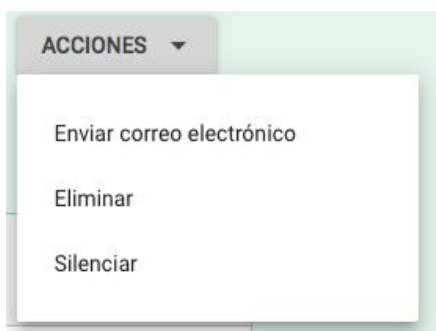 ACCIONES
Enviar correo electrónico
Eliminar
Silenciar